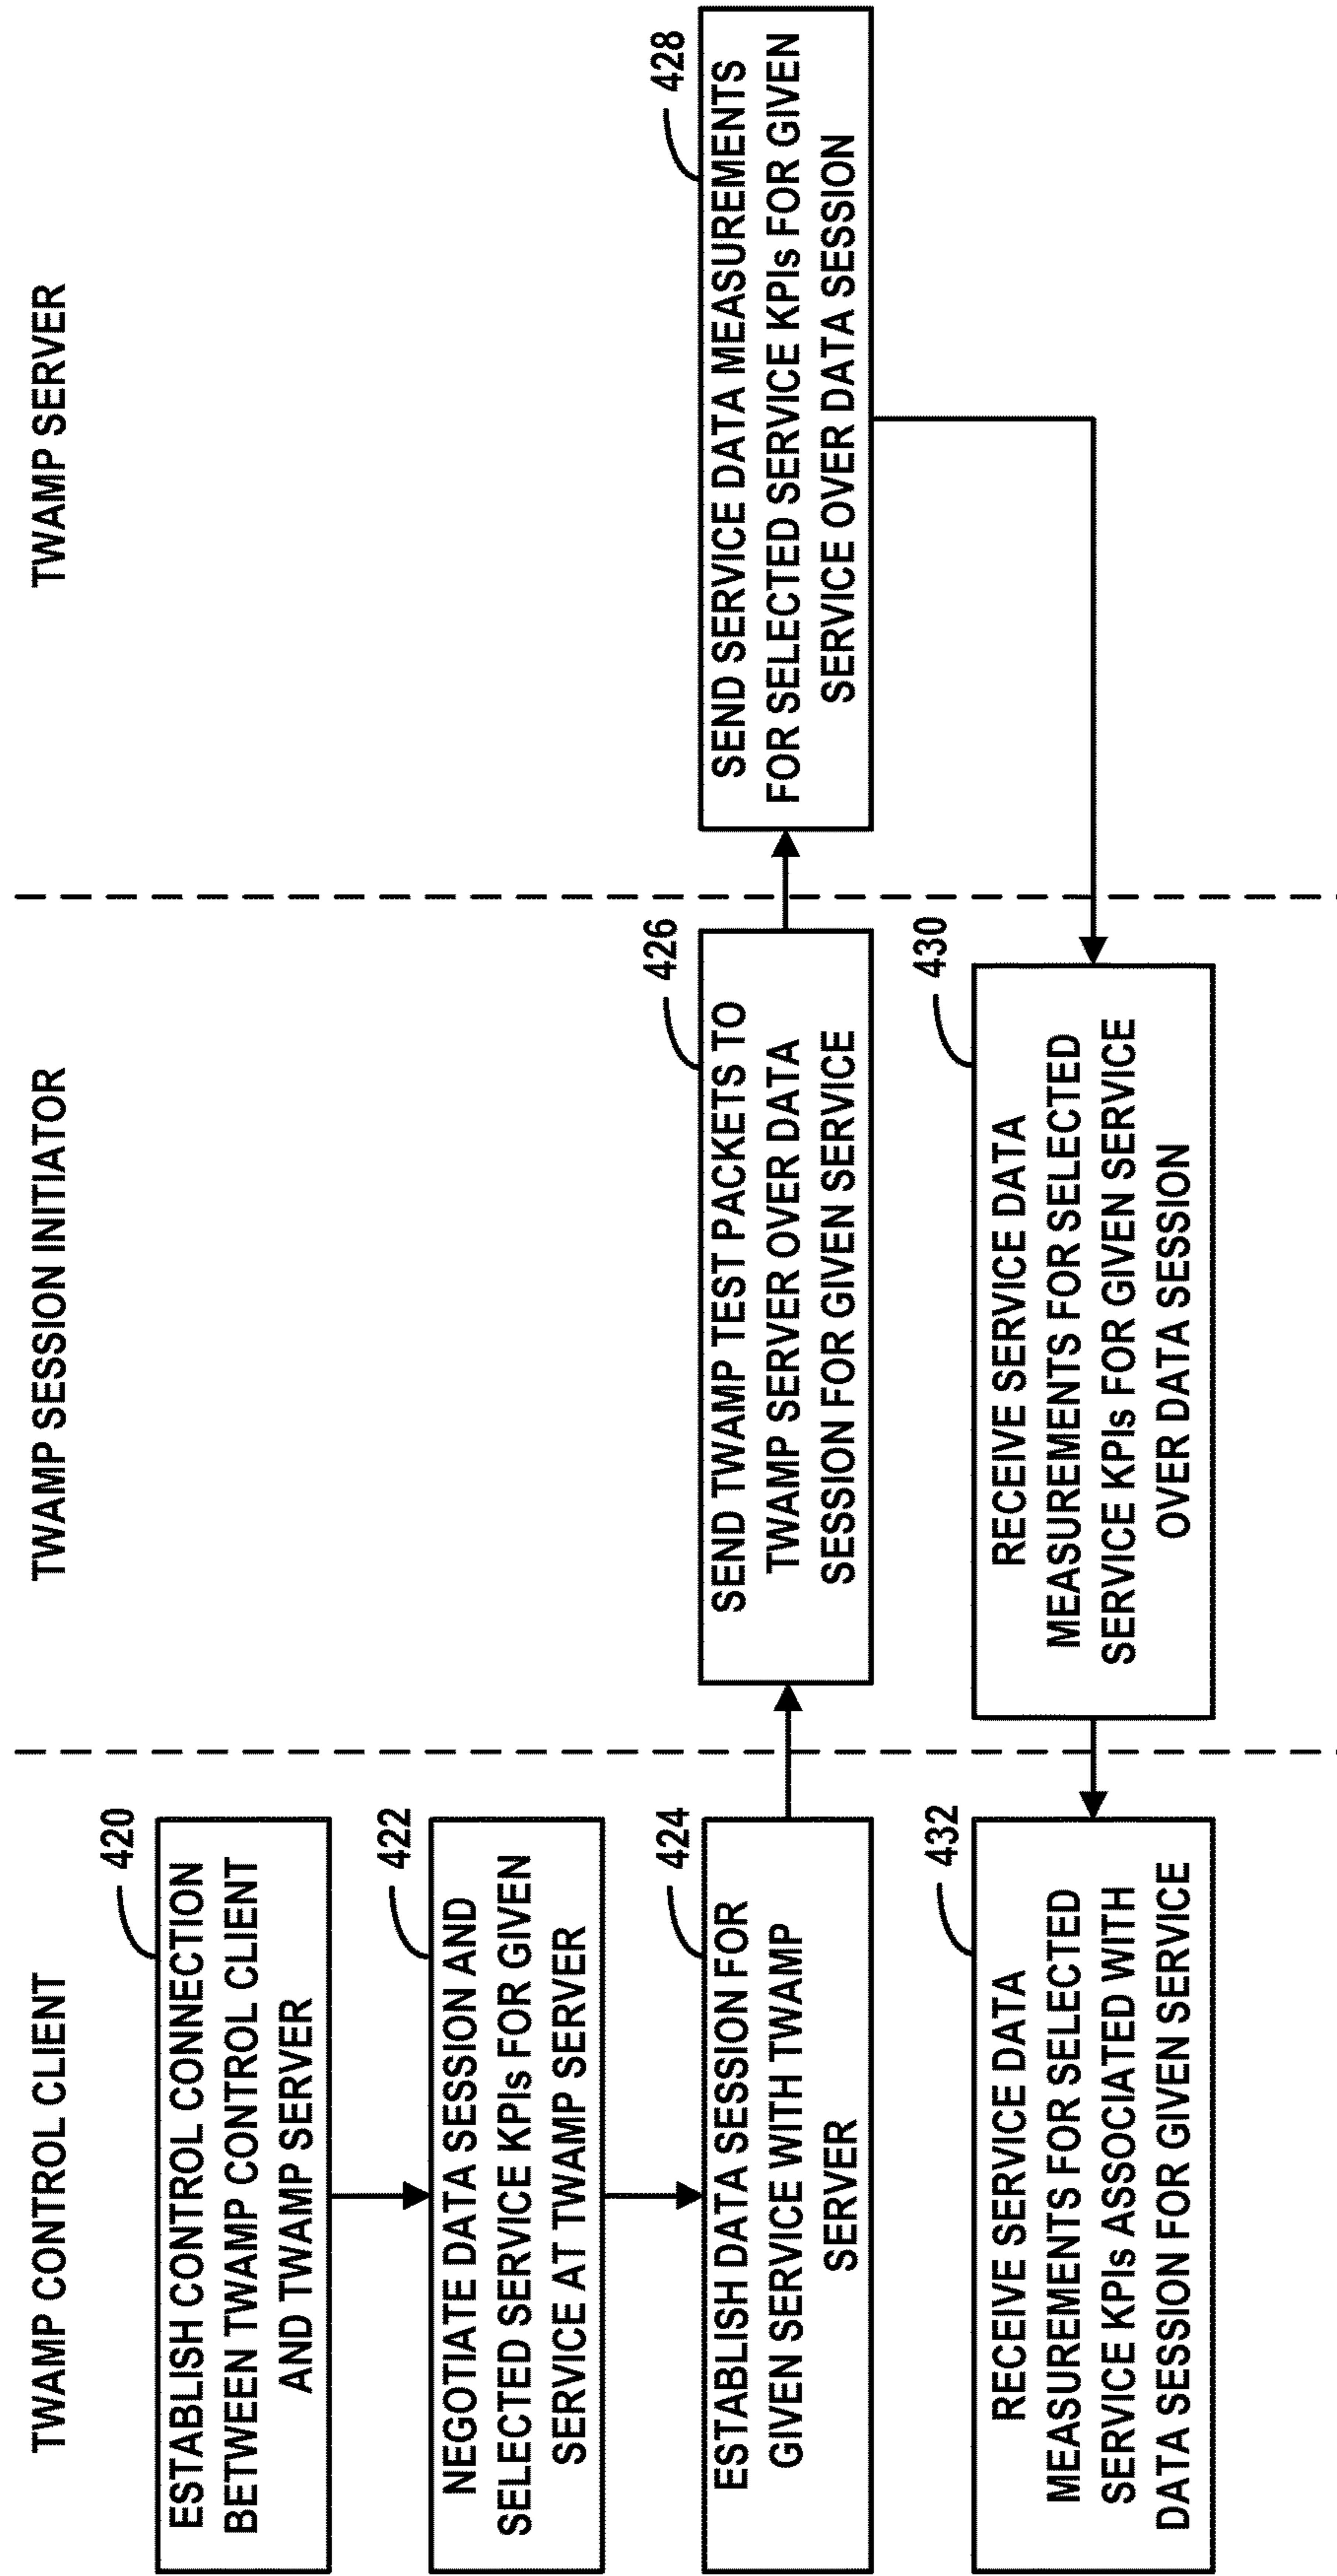 TWAMP CONTROL CLIENT
TWAMP SESSION INITIATOR
TWAMP SERVER
420
ESTABLISH CONTROL CONNECTION
BETWEEN TWAMP CONTROL CLIENT
AND TWAMP SERVER
422
NEGOTIATE DATA SESSION AND
SELECTED SERVICE KPIs FOR GIVEN
SERVICE AT TWAMP SERVER
424
ESTABLISH DATA SESSION FOR
GIVEN SERVICE WITH TWAMP
SERVER
426
SEND TWAMP TEST PACKETS TO
TWAMP SERVER OVER DATA
SESSION FOR GIVEN SERVICE
428
SEND SERVICE DATA MEASUREMENTS
FOR SELECTED SERVICE KPIs FOR GIVEN
SERVICE OVER DATA SESSION
430
RECEIVE SERVICE DATA
MEASUREMENTS FOR SELECTED
SERVICE KPIs FOR GIVEN SERVICE
OVER DATA SESSION
432
RECEIVE SERVICE DATA
MEASUREMENTS FOR SELECTED
SERVICE KPIs ASSOCIATED WITH
DATA SESSION FOR GIVEN SERVICE